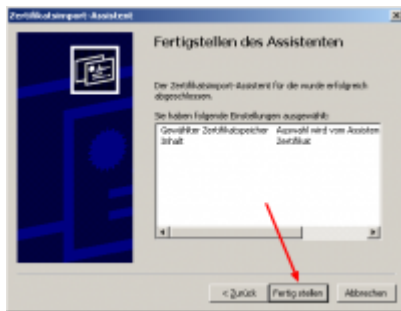 Zertifikatsimport-Assistent
Fertigstellen des Assistenten
Der Zertifikatsimport-Assistent für die wurde erfolgreich
abgeschlossen.
Sie haben folgende Einstellungen ausgewählt:
Gewählter Zertifikatspeicher Auswahl wird vom Assisten
Inhalt Zertifikat
< Zurück Fertig stellen Abbrechen